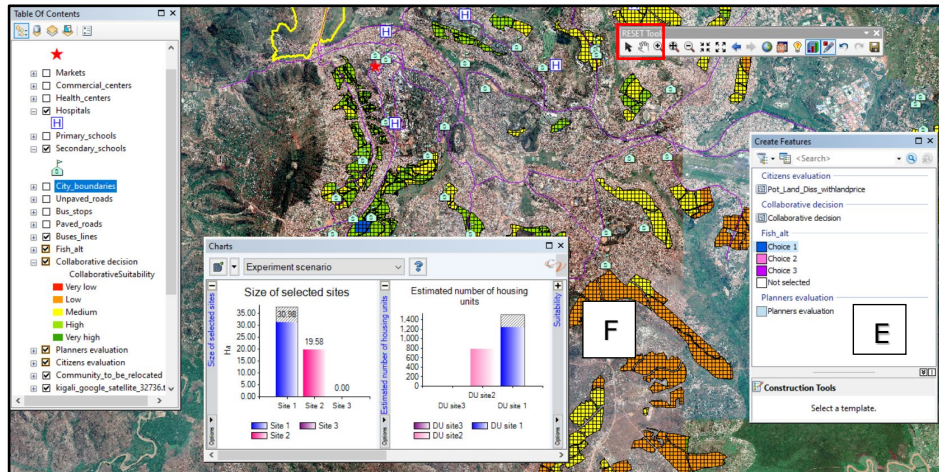 Table Of Contents
Markets
Commercial_centers
Health_centers
Hospitals
H
Primary_schools
Secondary_schools
City_boundaries
Unpaved_roads
Bus_stops
Paved_roads
Buses_lines
Fish_alt
Collaborative decision
CollaborativeSuitability
Very low
Low
Medium
High
Very high
Planners evaluation
Citizens evaluation
Community_to_be_relocated
kigali_google_satellite_32736.t
H
H
H
RESET Tool
Create Features
<Search>
Citizens evaluation
Pot_Land_Diss_withlandprice
Collaborative decision
Collaborative decision
Fish_alt
Choice 1
Choice 2
Choice 3
Not selected
Planners evaluation
Planners evaluation
E
Construction Tools
Select a template.
F
Charts
Experiment scenario
Size of selected sites
Size of selected sites
35.00
30.00
25.00
20.00
15.00
10.00
5.00
0.00
Ha
30.98
19.58
0.00
Site 1 Site 2 Site 3
Site 1 Site 3
Site 2
Options
Estimated number of housing units
Estimated number of housing
units
1,400
1,200
1,000
800
600
400
200
0
DU site2
DU site3 DU site 1
DU site3 DU site 1
DU site2
Options
Suitability
Options